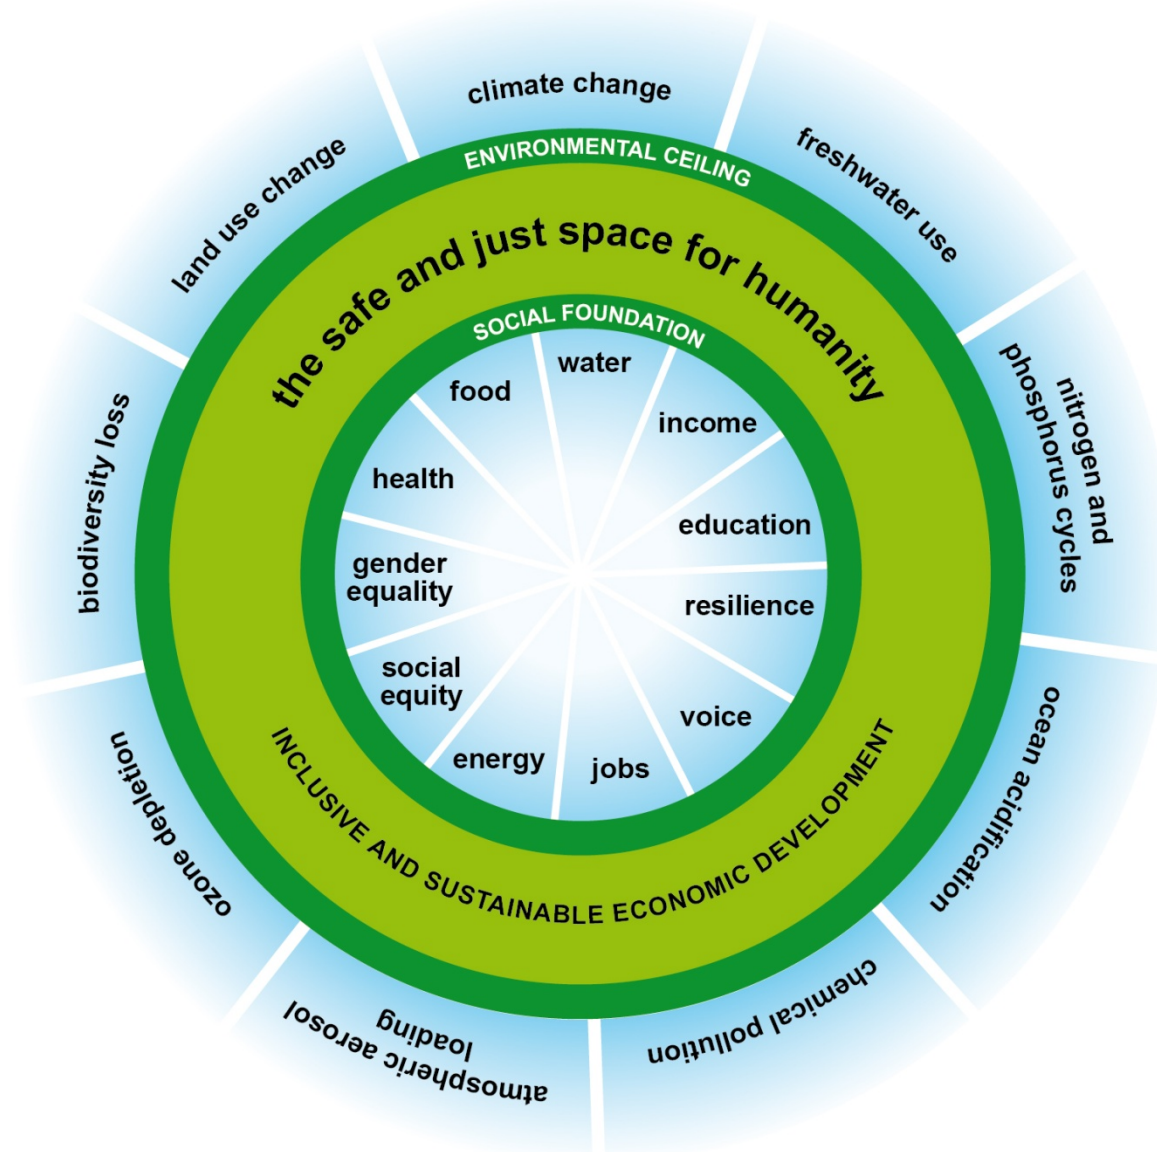 climate change
freshwater use
nitrogen and
phosphorus cycles
ocean acidification
chemical pollution
atmospheric aerosol
loading
ozone depletion
biodiversity loss
land use change
ENVIRONMENTAL CEILING
the safe and just space for humanity
SOCIAL FOUNDATION
water
income
education
resilience
voice
jobs
energy
social
equity
gender
equality
health
food
INCLUSIVE AND SUSTAINABLE ECONOMIC DEVELOPMENT